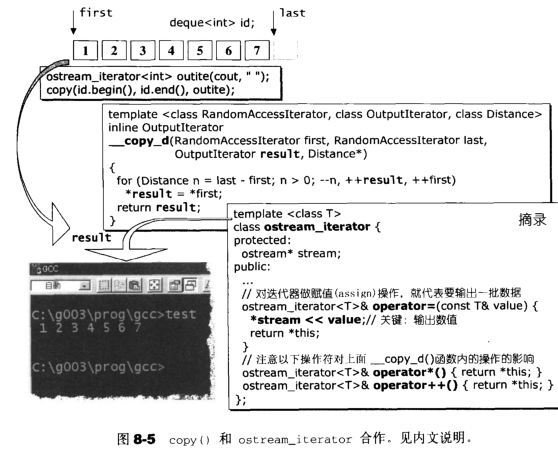 first
last
deque<int> id;
1 2 3 4 5 6 7
ostream_iterator<int> outite(cout, " ");
copy(id.begin(), id.end(), outite);
template <class RandomAccessIterator, class OutputIterator, class Distance>
inline OutputIterator
__copy_d(RandomAccessIterator first, RandomAccessIterator last,
OutputIterator result, Distance*)
{
for (Distance n = last - first; n > 0; --n, ++result, ++first)
*result = *first;
return result;
}
result
template <class T>
class ostream_iterator {
摘录
protected:
ostream* stream;
public:
...
// 对迭代器做赋值(assign)操作，就代表要输出一批数据
ostream_iterator<T>& operator=(const T& value) {
*stream << value;// 关键：输出数值
return *this;
}
// 注意以下操作符对上面 __copy_d()函数内的操作的影响
ostream_iterator<T>& operator*() { return *this; }
ostream_iterator<T>& operator++() { return *this; }
};
GCC
自動
C:\g003\prog\gcc>test
1 2 3 4 5 6 7
C:\g003\prog\gcc>
图 8-5 copy() 和 ostream_iterator 合作。见内文说明。